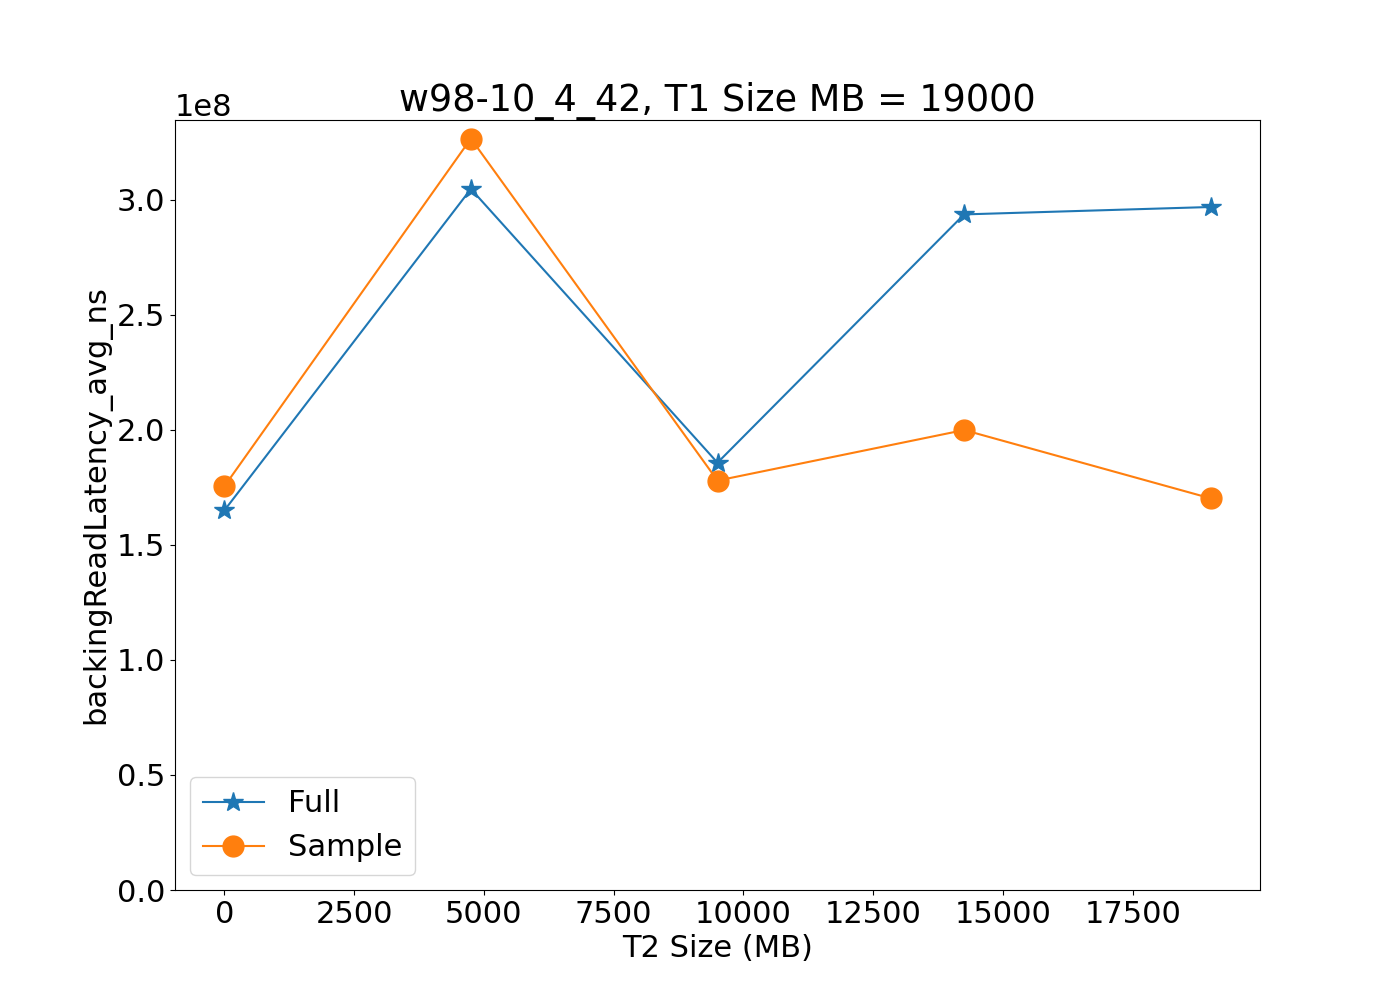 w98-10_4_42, T1 Size MB = 19000
1e8
3.0
2.5
2.0
1.5
1.0
0.5
0.0
backingReadLatency_avg_ns
Full
Sample
0 2500 5000 7500 10000 12500 15000 17500
T2 Size (MB)